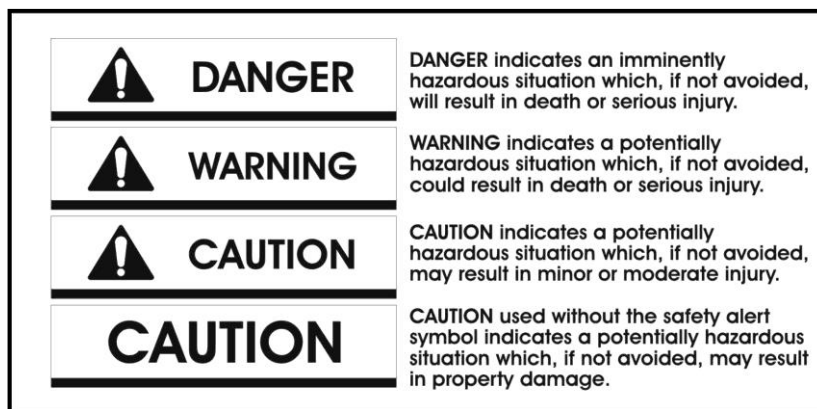 DANGER
DANGER indicates an imminently
hazardous situation which, if not avoided,
will result in death or serious injury.
WARNING
WARNING indicates a potentially
hazardous situation which, if not avoided,
could result in death or serious injury.
CAUTION
CAUTION indicates a potentially
hazardous situation which, if not avoided,
may result in minor or moderate injury.
CAUTION
CAUTION used without the safety alert
symbol indicates a potentially hazardous
situation which, if not avoided, may result
in property damage.